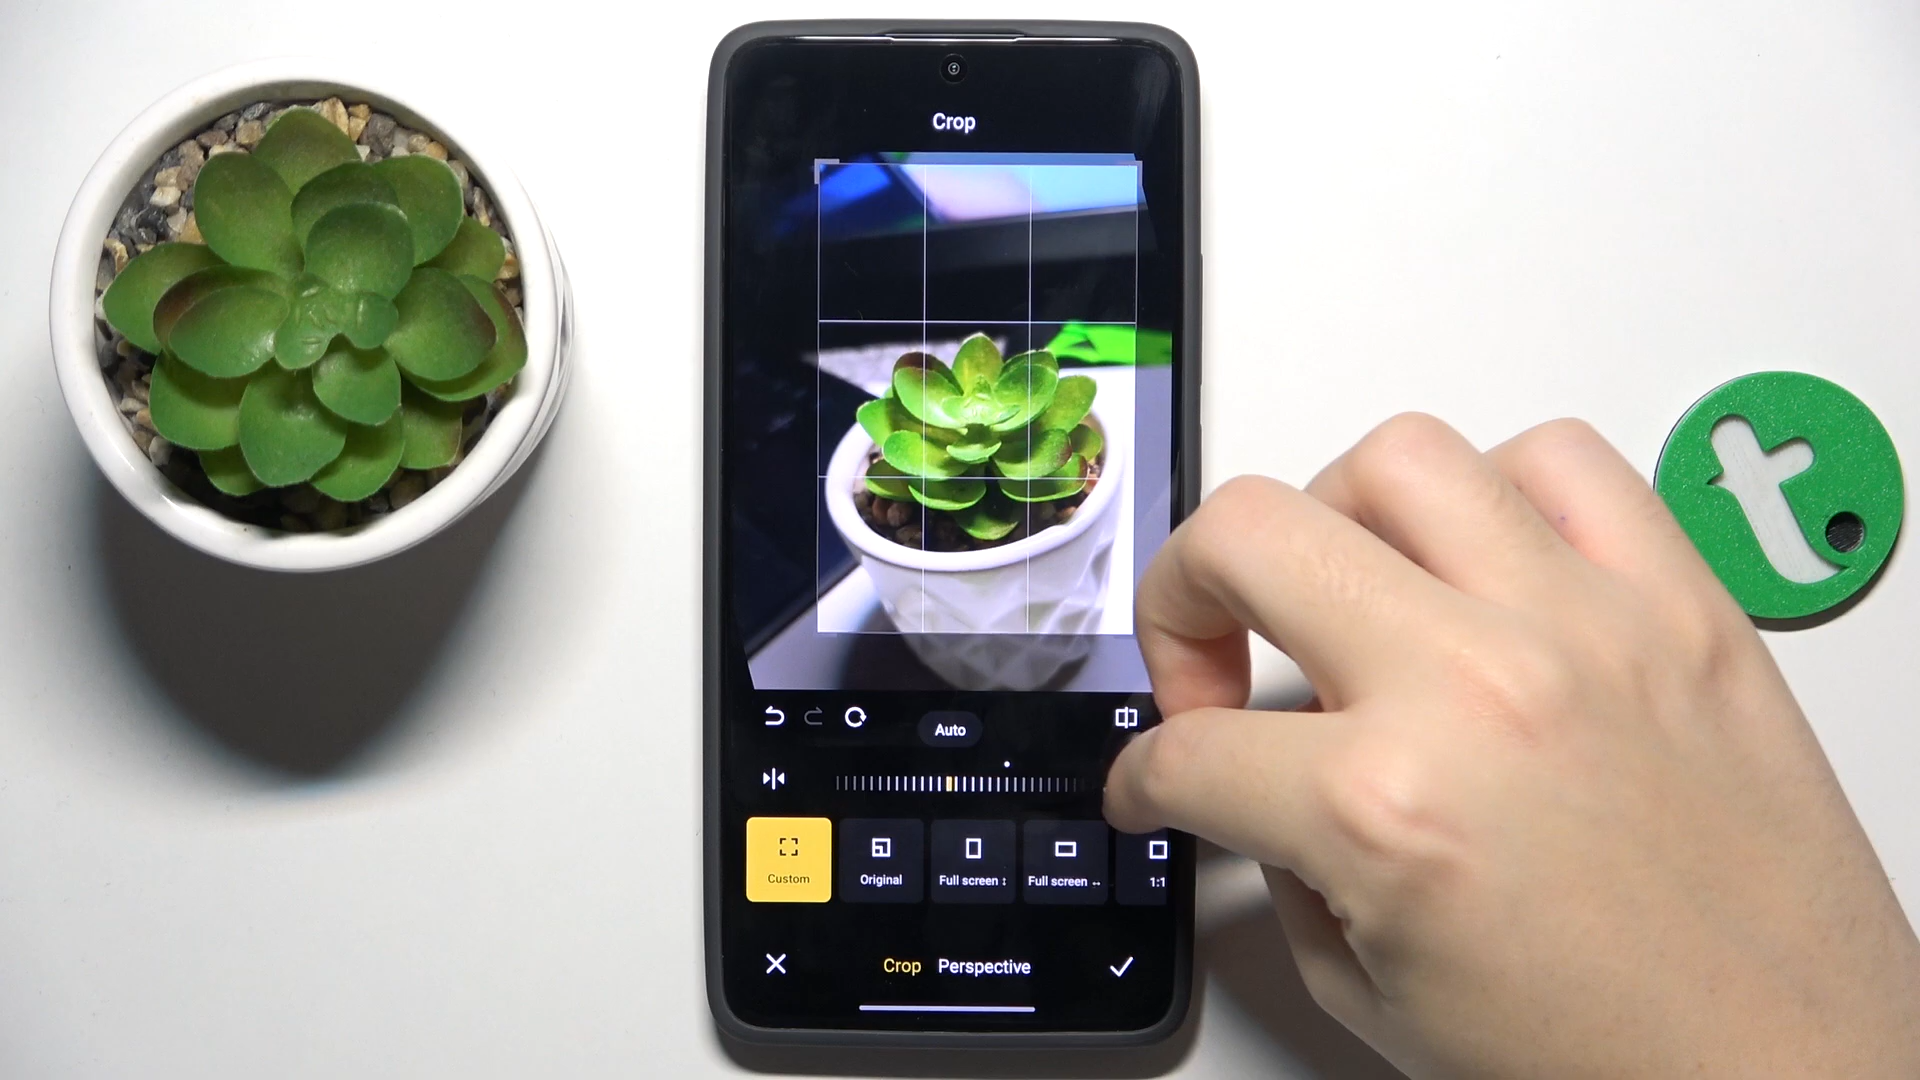 Crop
Auto
Custom
Original
Full screen ↕
Full screen ↔
1:1
Crop Perspective
t